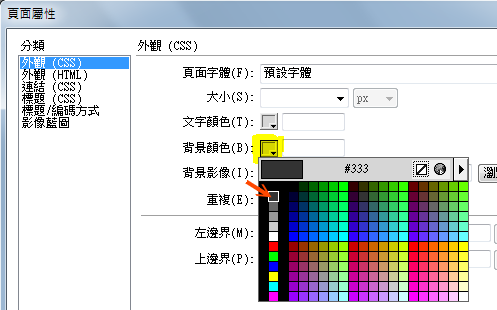 頁面屬性
分類
外觀 (CSS)
外觀 (CSS)
外觀 (HTML)
連結 (CSS)
標題 (CSS)
標題/編碼方式
影像藍圖
頁面字體(F): 預設字體
大小(S): px
文字顏色(T):
背景顏色(B):
#333
背景影像(I):
重複(E):
左邊界(M):
上邊界(P):